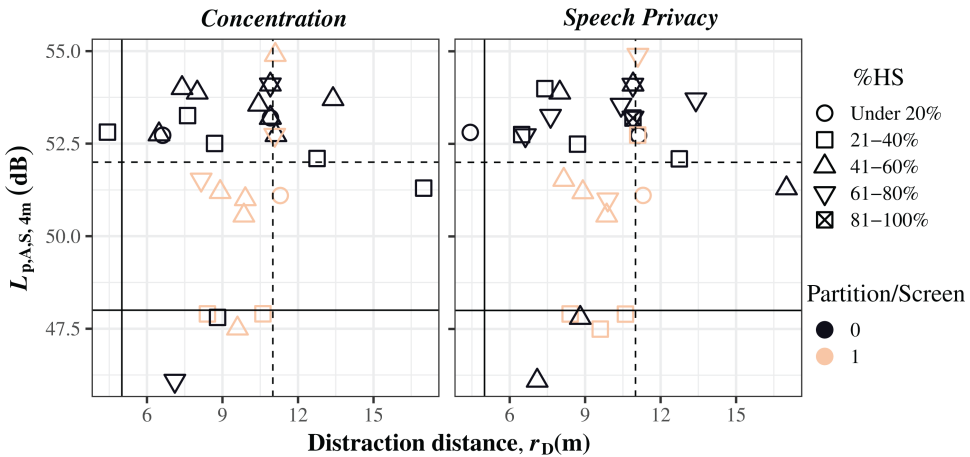 Concentration
Speech Privacy
55.0
52.5
50.0
47.5
Lp,A,S, 4m (dB)
6 9 12 15
6 9 12 15
Distraction distance, rD(m)
%HS
Under 20%
21−40%
41−60%
61−80%
81−100%
Partition/Screen
0
1